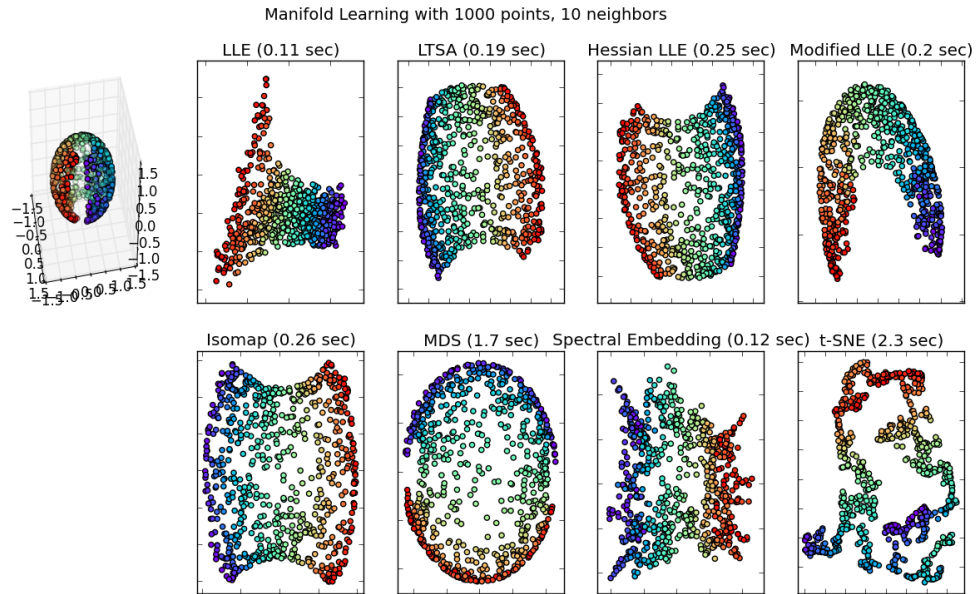 Manifold Learning with 1000 points, 10 neighbors
LLE (0.11 sec)
LTSA (0.19 sec)
Hessian LLE (0.25 sec)
Modified LLE (0.2 sec)
1.5
1.0
0.5
0.0
−0.5
−1.0
−1.5
−1.5
−1.0
−0.5
0.0
0.5
1.0
1.5
Isomap (0.26 sec)
MDS (1.7 sec)
Spectral Embedding (0.12 sec)
t-SNE (2.3 sec)